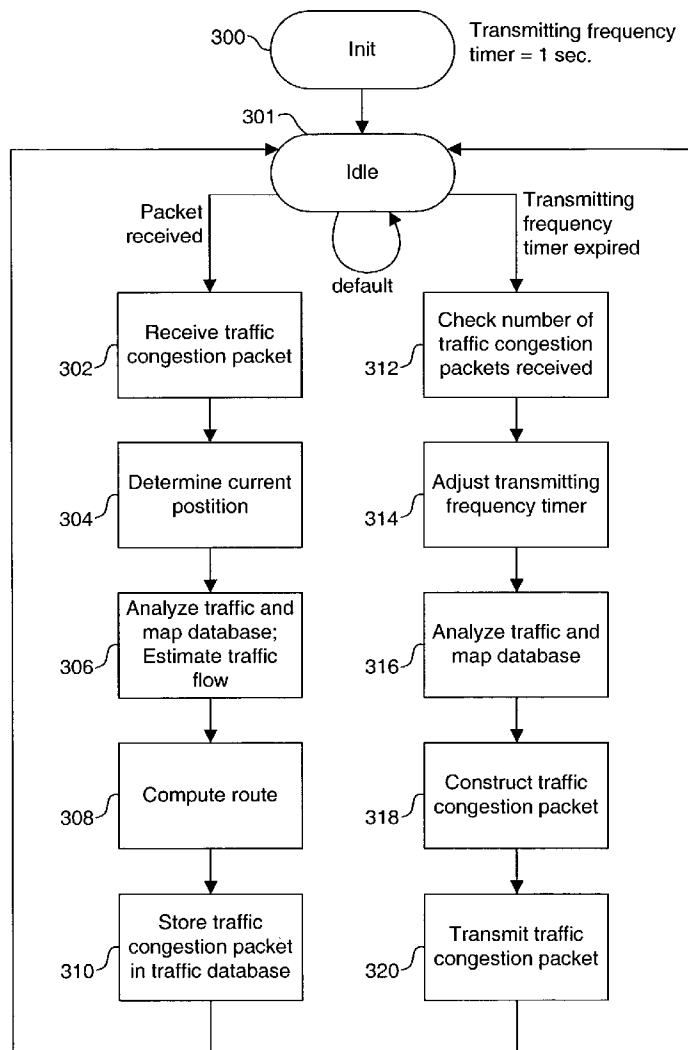 300
Init
Transmitting frequency
timer = 1 sec.
301
Idle
Packet
received
default
Transmitting
frequency
timer expired
302
Receive traffic
congestion packet
304
Determine current
postition
306
Analyze traffic and
map database;
Estimate traffic
flow
308
Compute route
310
Store traffic
congestion packet
in traffic database
312
Check number of
traffic congestion
packets received
314
Adjust transmitting
frequency timer
316
Analyze traffic and
map database
318
Construct traffic
congestion packet
320
Transmit traffic
congestion packet